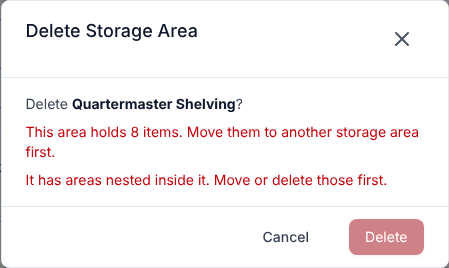 Delete Storage Area
Delete Quartermaster Shelving?
This area holds 8 items. Move them to another storage area
first.
It has areas nested inside it. Move or delete those first.
Cancel
Delete